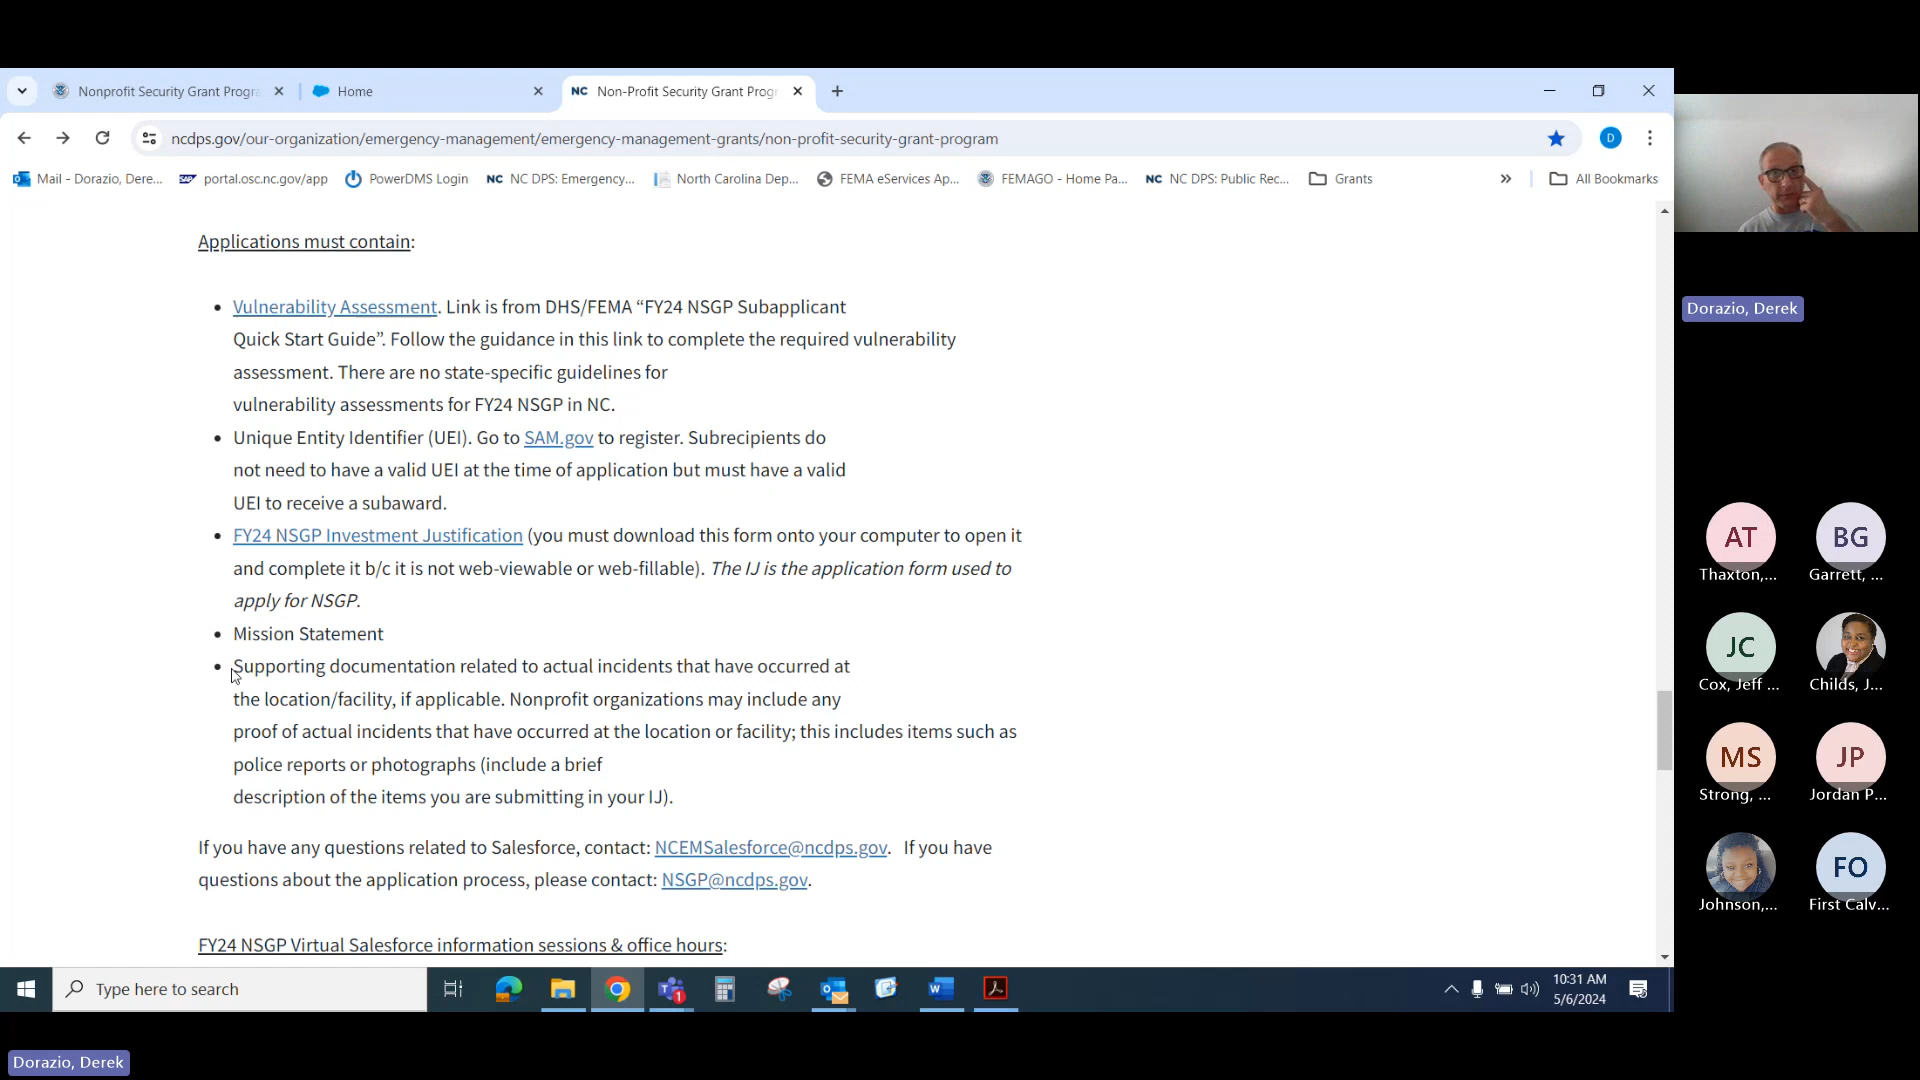 Nonprofit Security Grant Progra
Home
NC Non-Profit Security Grant Prog
ncdps.gov/our-organization/emergency-management/emergency-management-grants/non-profit-security-grant-program
D
Mail - Dorazio, Dere...
SAP portal.osc.nc.gov/app
PowerDMS Login
NC NC DPS: Emergency...
North Carolina Dep...
FEMA eServices Ap...
FEMAGO - Home Pa...
NC NC DPS: Public Rec...
Grants
All Bookmarks
Applications must contain:
• Vulnerability Assessment. Link is from DHS/FEMA “FY24 NSGP Subapplicant
Quick Start Guide”. Follow the guidance in this link to complete the required vulnerability
assessment. There are no state-specific guidelines for
vulnerability assessments for FY24 NSGP in NC.
• Unique Entity Identifier (UEI). Go to SAM.gov to register. Subrecipients do
not need to have a valid UEI at the time of application but must have a valid
UEI to receive a subaward.
• FY24 NSGP Investment Justification (you must download this form onto your computer to open it
and complete it b/c it is not web-viewable or web-fillable). The IJ is the application form used to
apply for NSGP.
• Mission Statement
• Supporting documentation related to actual incidents that have occurred at
the location/facility, if applicable. Nonprofit organizations may include any
proof of actual incidents that have occurred at the location or facility; this includes items such as
police reports or photographs (include a brief
description of the items you are submitting in your IJ).
If you have any questions related to Salesforce, contact: NCEMSalesforce@ncdps.gov. If you have
questions about the application process, please contact: NSGP@ncdps.gov.
FY24 NSGP Virtual Salesforce information sessions & office hours:
Type here to search
1
10:31 AM
5/6/2024
Dorazio, Derek
AT
Thaxton,...
BG
Garrett, ...
JC
Cox, Jeff ...
Childs, J...
MS
Strong, ...
JP
Jordan P...
Johnson,...
FO
First Calv...
Dorazio, Derek